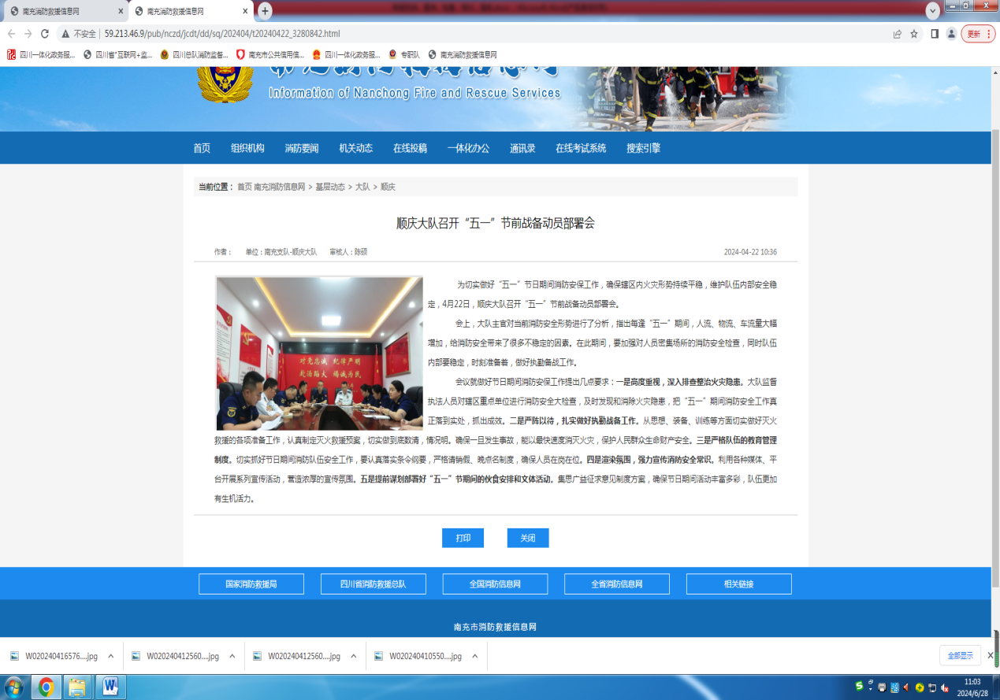 南充消防救援信息网
南充消防救援信息网
不安全 59.213.46.9/pub/nczd/jcdt/dd/sq/202404/t20240422_3280842.html
更新
四川一体化政务服... 四川省"互联网+监... 四川总队消防监督... 南充市公共信用信... 四川一体化政务服... 专职队 南充消防救援信息网
Information of Nanchong Fire and Rescue Services
首页 组织机构 消防要闻 机关动态 在线投稿 一体化办公 通讯录 在线考试系统 搜索引擎
当前位置： 首页 南充消防信息网 > 基层动态 > 大队 > 顺庆
顺庆大队召开“五一”节前战备动员部署会
作者： 单位：南充支队-顺庆大队 审核人：陈硕 2024-04-22 10:36
为切实做好“五一”节日期间消防安保工作，确保辖区内火灾形势持续平稳，维护队伍内部安全稳
定，4月22日，顺庆大队召开“五一”节前战备动员部署会。
会上，大队主官对当前消防安全形势进行了分析，指出每逢“五一”期间，人流、物流、车流量大幅
增加，给消防安全带来了很多不稳定的因素。在此期间，要加强对人员密集场所的消防安全检查，同时队伍
内部要稳定，时刻准备着，做好执勤备战工作。
会议就做好节日期间消防安保工作提出几点要求：一是高度重视，深入排查整治火灾隐患。大队监督
执法人员对辖区重点单位进行消防安全大检查，及时发现和消除火灾隐患，把“五一”期间消防安全工作真
正落到实处，抓出成效。二是严阵以待，扎实做好执勤战备工作。从思想、装备、训练等方面切实做好灭火
救援的各项准备工作，认真制定灭火救援预案，切实做到底数清，情况明。确保一旦发生事故，能以最快速度消灭火灾，保护人民群众生命财产安全。三是严格队伍的教育管理
制度。切实抓好节日期间消防队伍安全工作，要认真落实条令纲要，严格请销假、晚点名制度，确保人员在岗在位。四是渲染氛围，强力宣传消防安全常识。利用各种媒体、平
台开展系列宣传活动，营造浓厚的宣传氛围。五是提前谋划部署好“五一”节期间的伙食安排和文体活动。集思广益征求意见制度方案，确保节日期间活动丰富多彩，队伍更加
有生机活力。
对党忠诚 纪律严明
赴汤蹈火 竭诚为民
打印 关闭
国家消防救援局 四川省消防救援总队 全国消防信息网 全省消防信息网 相关链接
南充市消防救援信息网
W020240416576....jpg W020240412560....jpg W020240412560....jpg W020240410550....jpg 全部显示
11:03
2024/6/28